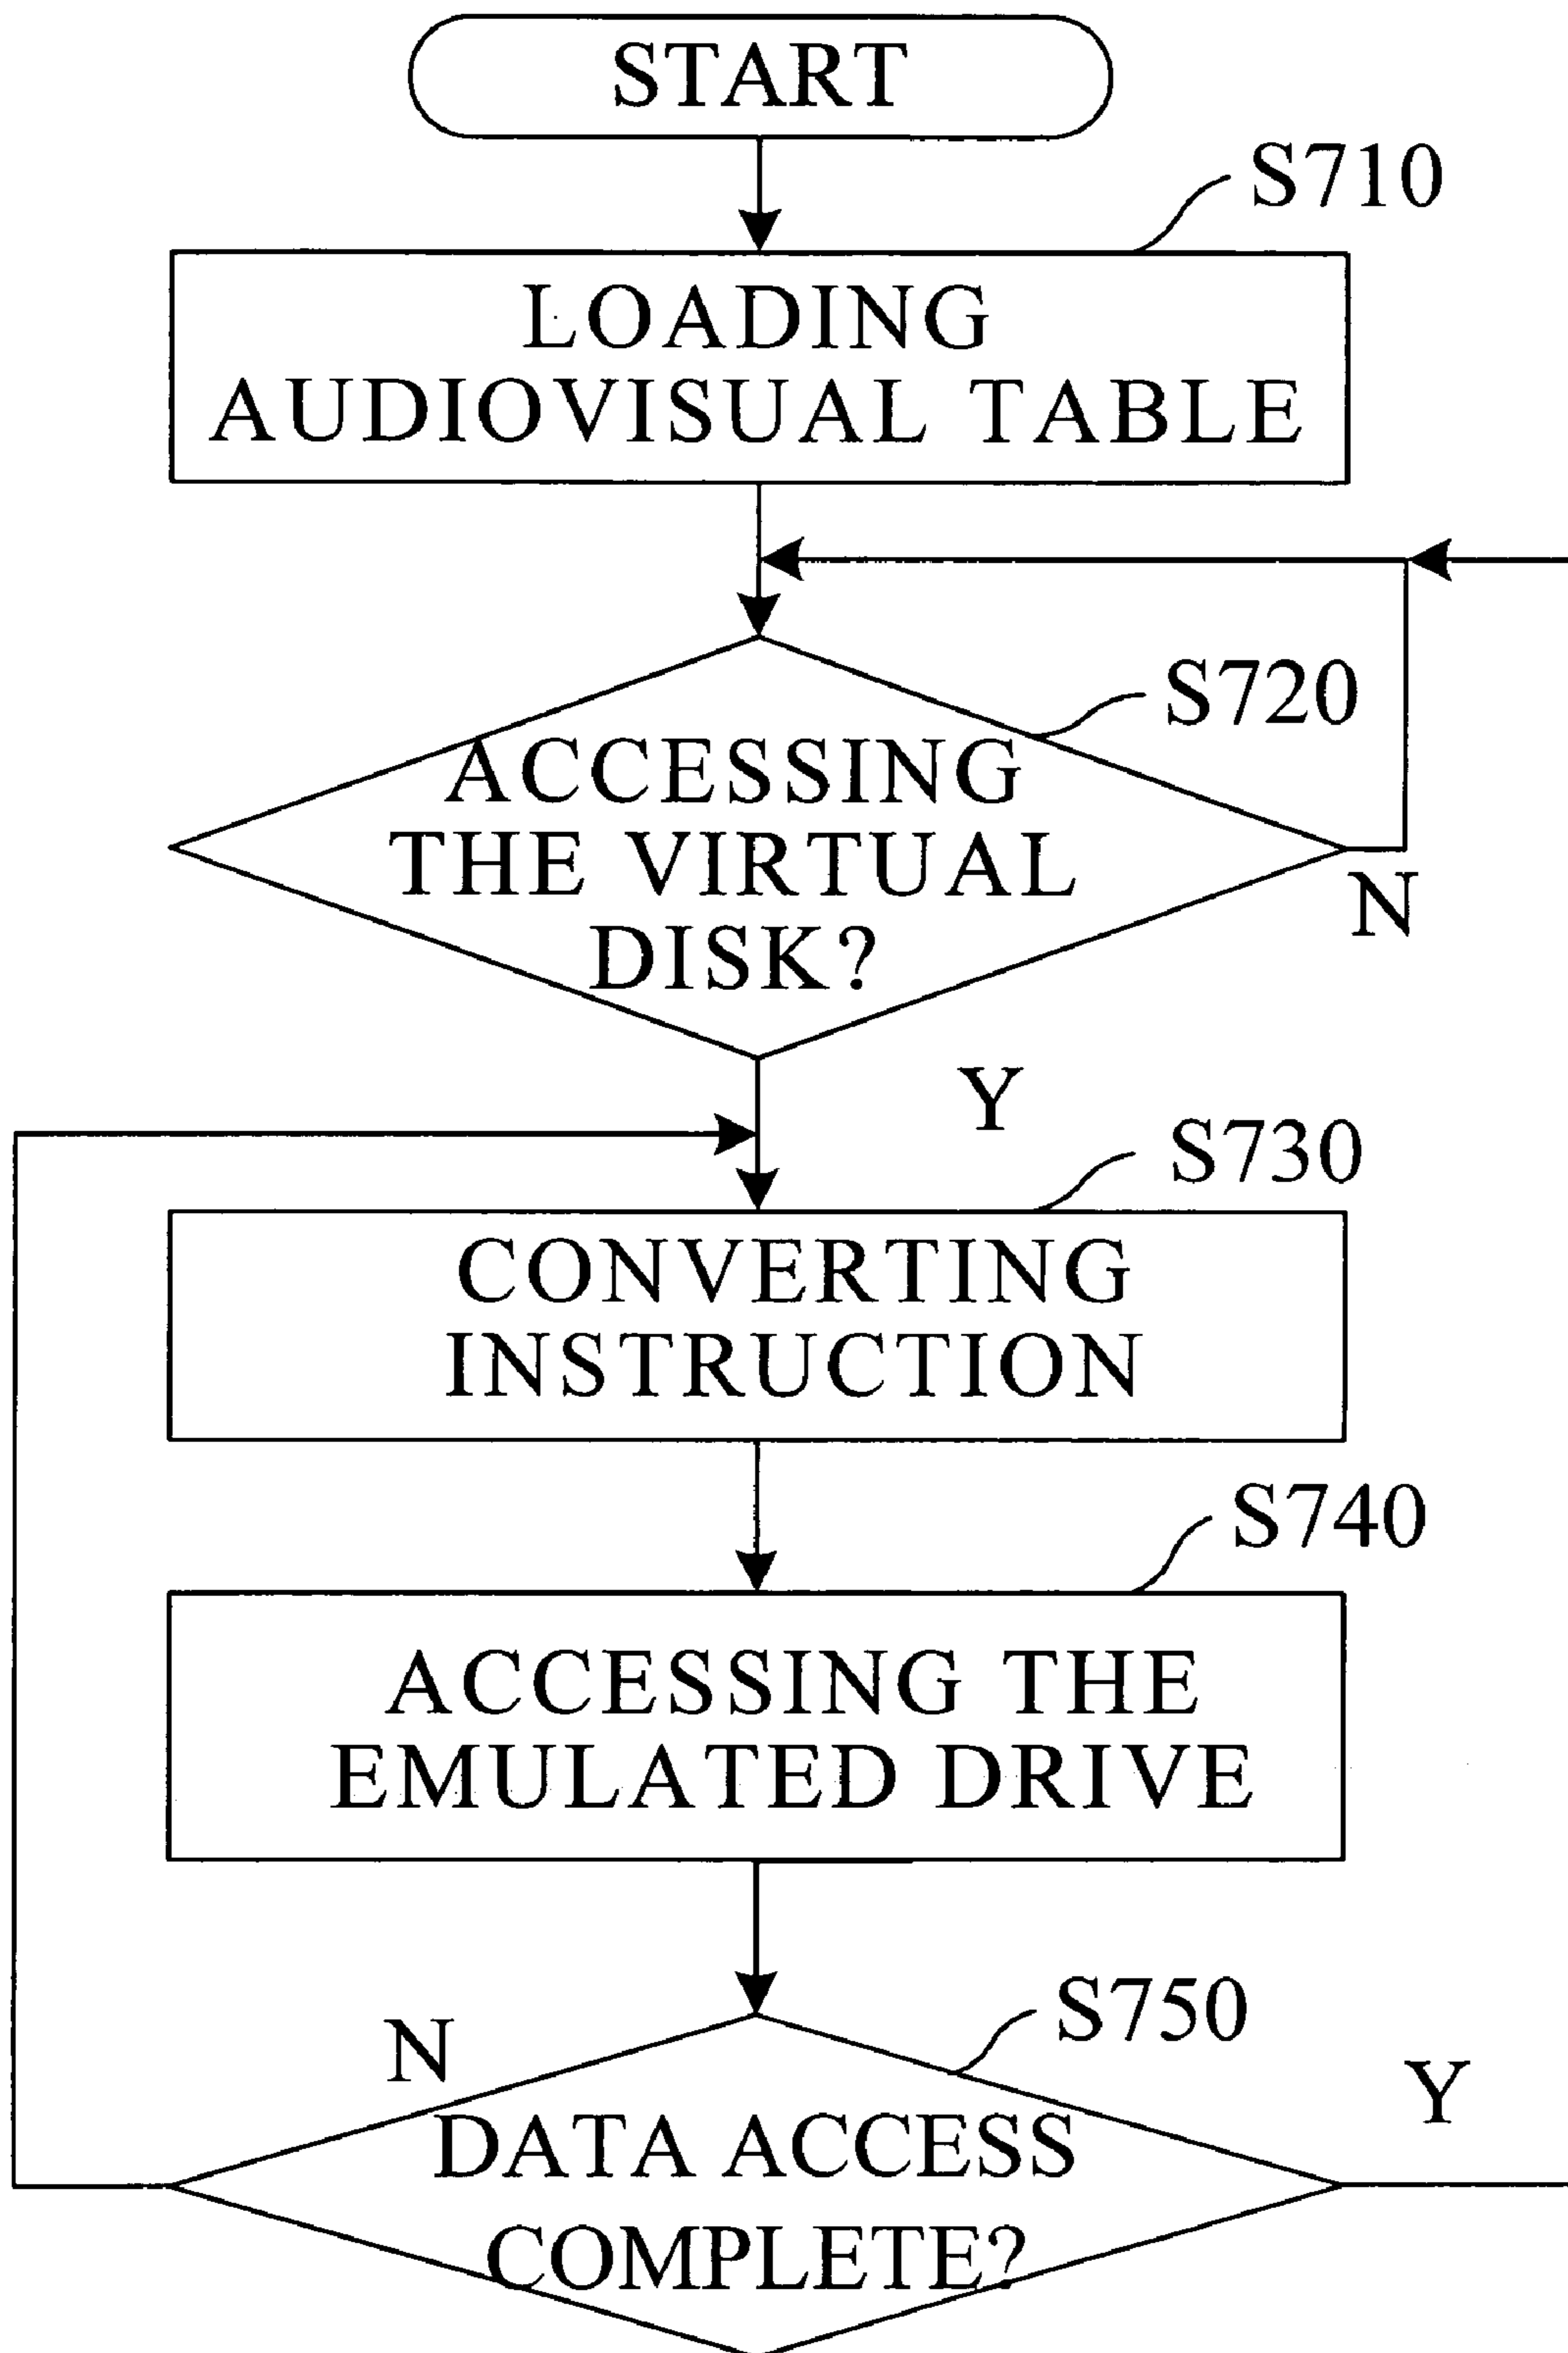 START
S710
LOADING
AUDIOVISUAL TABLE
S720
ACCESSING
THE VIRTUAL
DISK?
N
Y
S730
CONVERTING
INSTRUCTION
S740
ACCESSING THE
EMULATED DRIVE
S750
N
Y
DATA ACCESS
COMPLETE?